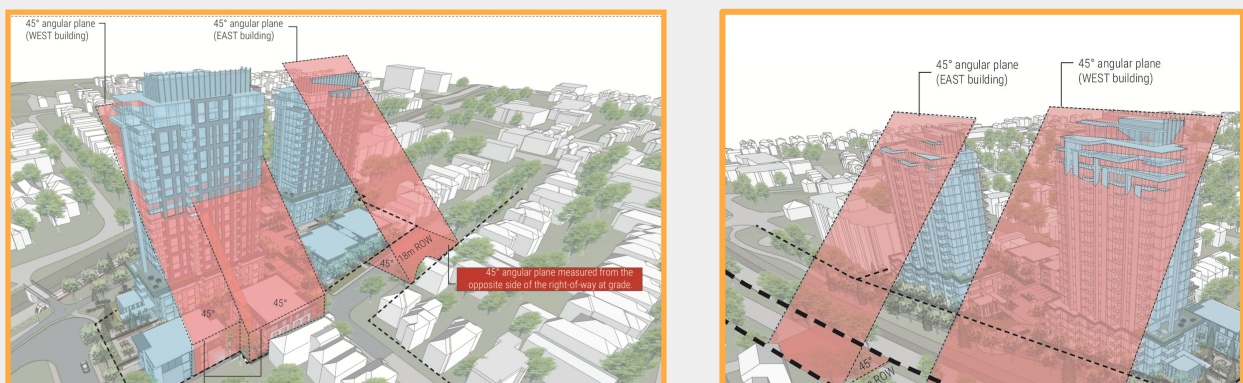 45° angular plane
(WEST building)
45° angular plane
(EAST building)
45°
18m ROW
45° angular plane measured from the
opposite side of the right-of-way at grade.
45°
45°
45° angular plane
(EAST building)
45° angular plane
(WEST building)
45°
ROW